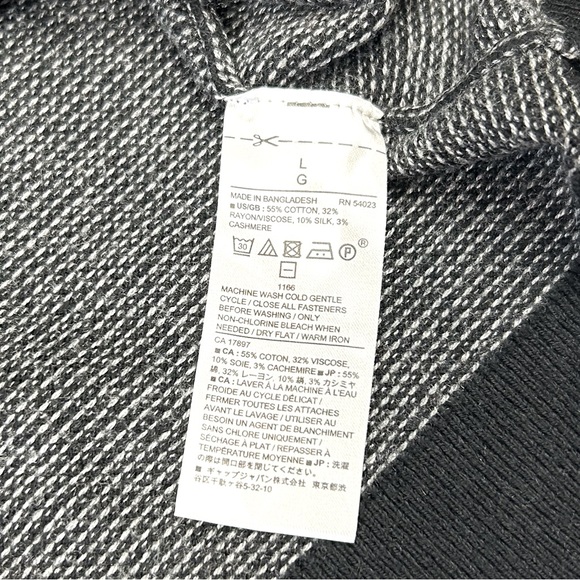 L
G
MADE IN BANGLADESH RN 54023
■ US/GB : 55% COTTON, 32%
RAYON/VISCOSE, 10% SILK, 3%
CASHMERE
30 P ®
1166
MACHINE WASH COLD GENTLE
CYCLE / CLOSE ALL FASTENERS
BEFORE WASHING / ONLY
NON-CHLORINE BLEACH WHEN
NEEDED / DRY FLAT / WARM IRON
CA 17897
■ CA : 55% COTON, 32% VISCOSE,
10% SOIE, 3% CACHEMIRE ■ JP : 55%
綿, 32% レーヨン, 10% 絹, 3% カシミヤ
■ CA : LAVER À LA MACHINE À L'EAU
FROIDE AU CYCLE DÉLICAT /
FERMER TOUTES LES ATTACHES
AVANT LE LAVAGE / UTILISER AU
BESOIN UN AGENT DE BLANCHIMENT
SANS CHLORE UNIQUEMENT /
SÉCHAGE À PLAT / REPASSER À
TEMPÉRATURE MOYENNE ■ JP : 洗濯
の時は開口部を閉じてください。
■ ギャップジャパン株式会社 東京都渋
谷区千駄ヶ谷5-32-10